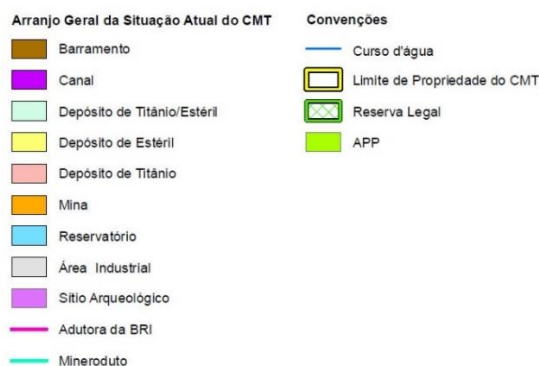 Arranjo Geral da Situação Atual do CMT
Barramento
Canal
Depósito de Titânio/Estéril
Depósito de Estéril
Depósito de Titânio
Mina
Reservatório
Área Industrial
Sítio Arqueológico
Adutora da BRI
Mineroduto
Convenções
Curso d'água
Limite de Propriedade do CMT
Reserva Legal
APP